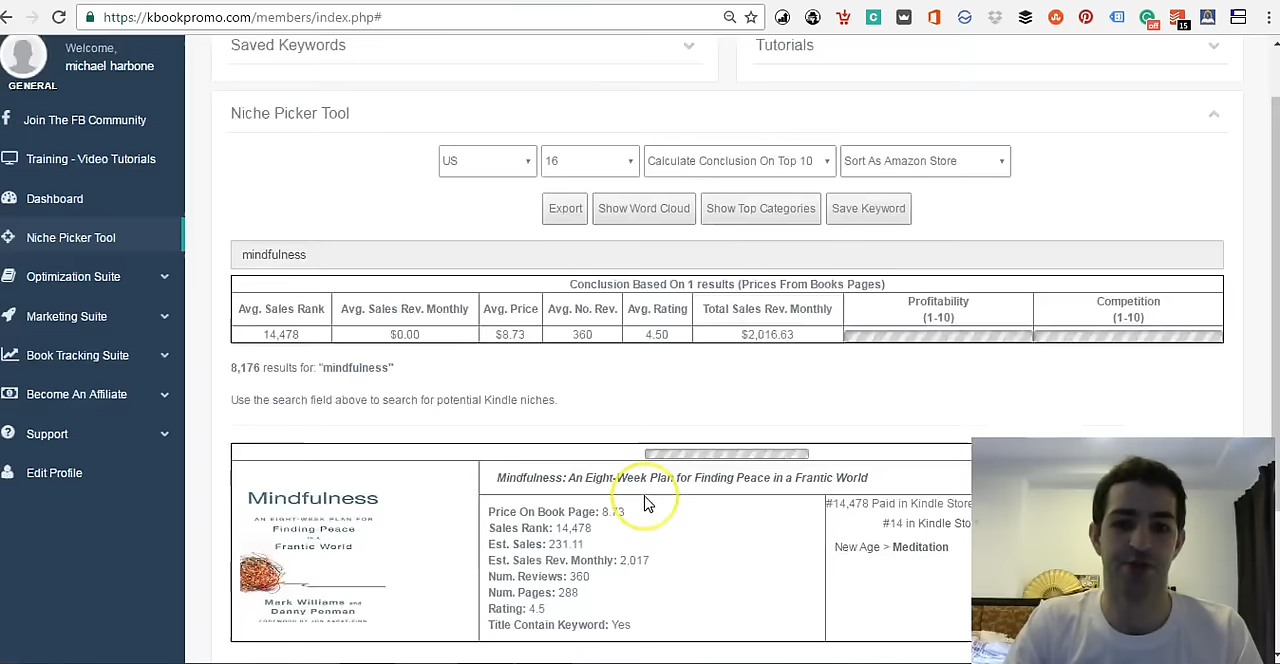 https://kbookpromo.com/members/index.php#
off
15
Welcome,
michael harbone
GENERAL
Join The FB Community
Training - Video Tutorials
Dashboard
Niche Picker Tool
Optimization Suite
Marketing Suite
Book Tracking Suite
Become An Affiliate
Support
Edit Profile
Saved Keywords
Tutorials
Niche Picker Tool
US
16
Calculate Conclusion On Top 10
Sort As Amazon Store
Export
Show Word Cloud
Show Top Categories
Save Keyword
mindfulness
Conclusion Based On 1 results (Prices From Books Pages)
Avg. Sales Rank Avg. Sales Rev. Monthly Avg. Price Avg. No. Rev. Avg. Rating Total Sales Rev. Monthly Profitability (1-10) Competition (1-10)
14,478 $0.00 $8.73 360 4.50 $2,016.63
8,176 results for: "mindfulness"
Use the search field above to search for potential Kindle niches.
Mindfulness
AN EIGHT-WEEK PLAN FOR
Finding Peace
IN A
Frantic World
Mark Williams and
Danny Penman
FOREWORD BY JON KABAT-ZINN
Mindfulness: An Eight-Week Plan for Finding Peace in a Frantic World
Price On Book Page: 8.73
Sales Rank: 14,478
Est. Sales: 231.11
Est. Sales Rev. Monthly: 2,017
Num. Reviews: 360
Num. Pages: 288
Rating: 4.5
Title Contain Keyword: Yes
#14,478 Paid in Kindle Store
#14 in Kindle Sto
New Age > Meditation